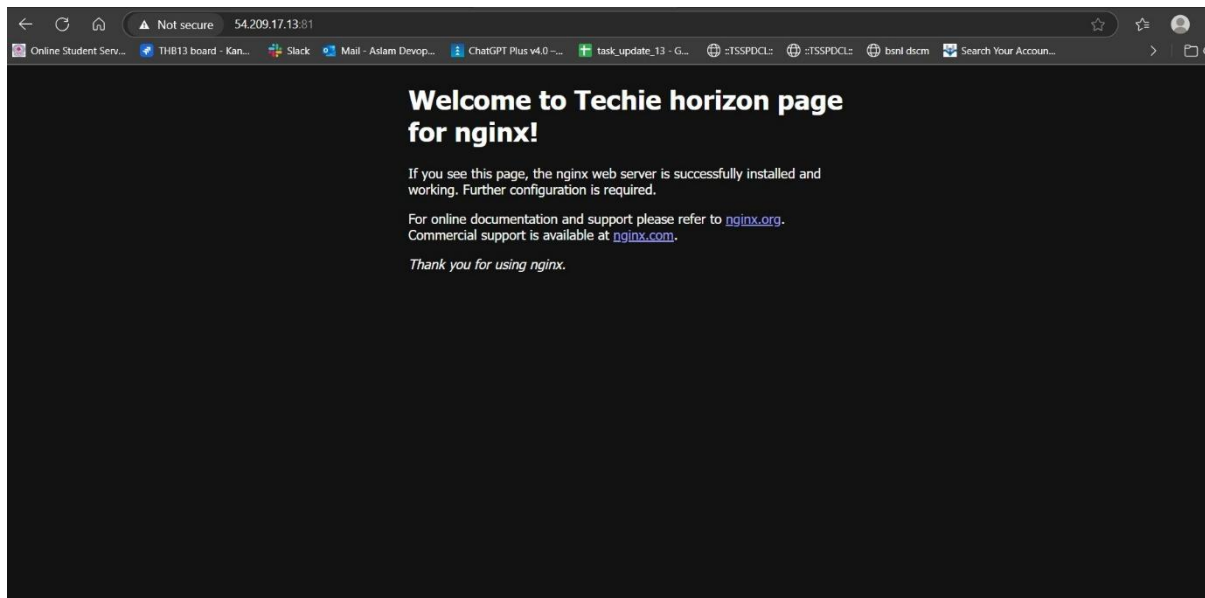 Not secure 54.209.17.13:81
Online Student Serv... THB13 board - Kan... Slack Mail - Aslam Devop... ChatGPT Plus v4.0 –... task_update_13 - G... ::TSSPDCL:: ::TSSPDCL:: bsnl dscm Search Your Accoun...
Welcome to Techie horizon page
for nginx!
If you see this page, the nginx web server is successfully installed and
working. Further configuration is required.
For online documentation and support please refer to nginx.org.
Commercial support is available at nginx.com.
Thank you for using nginx.